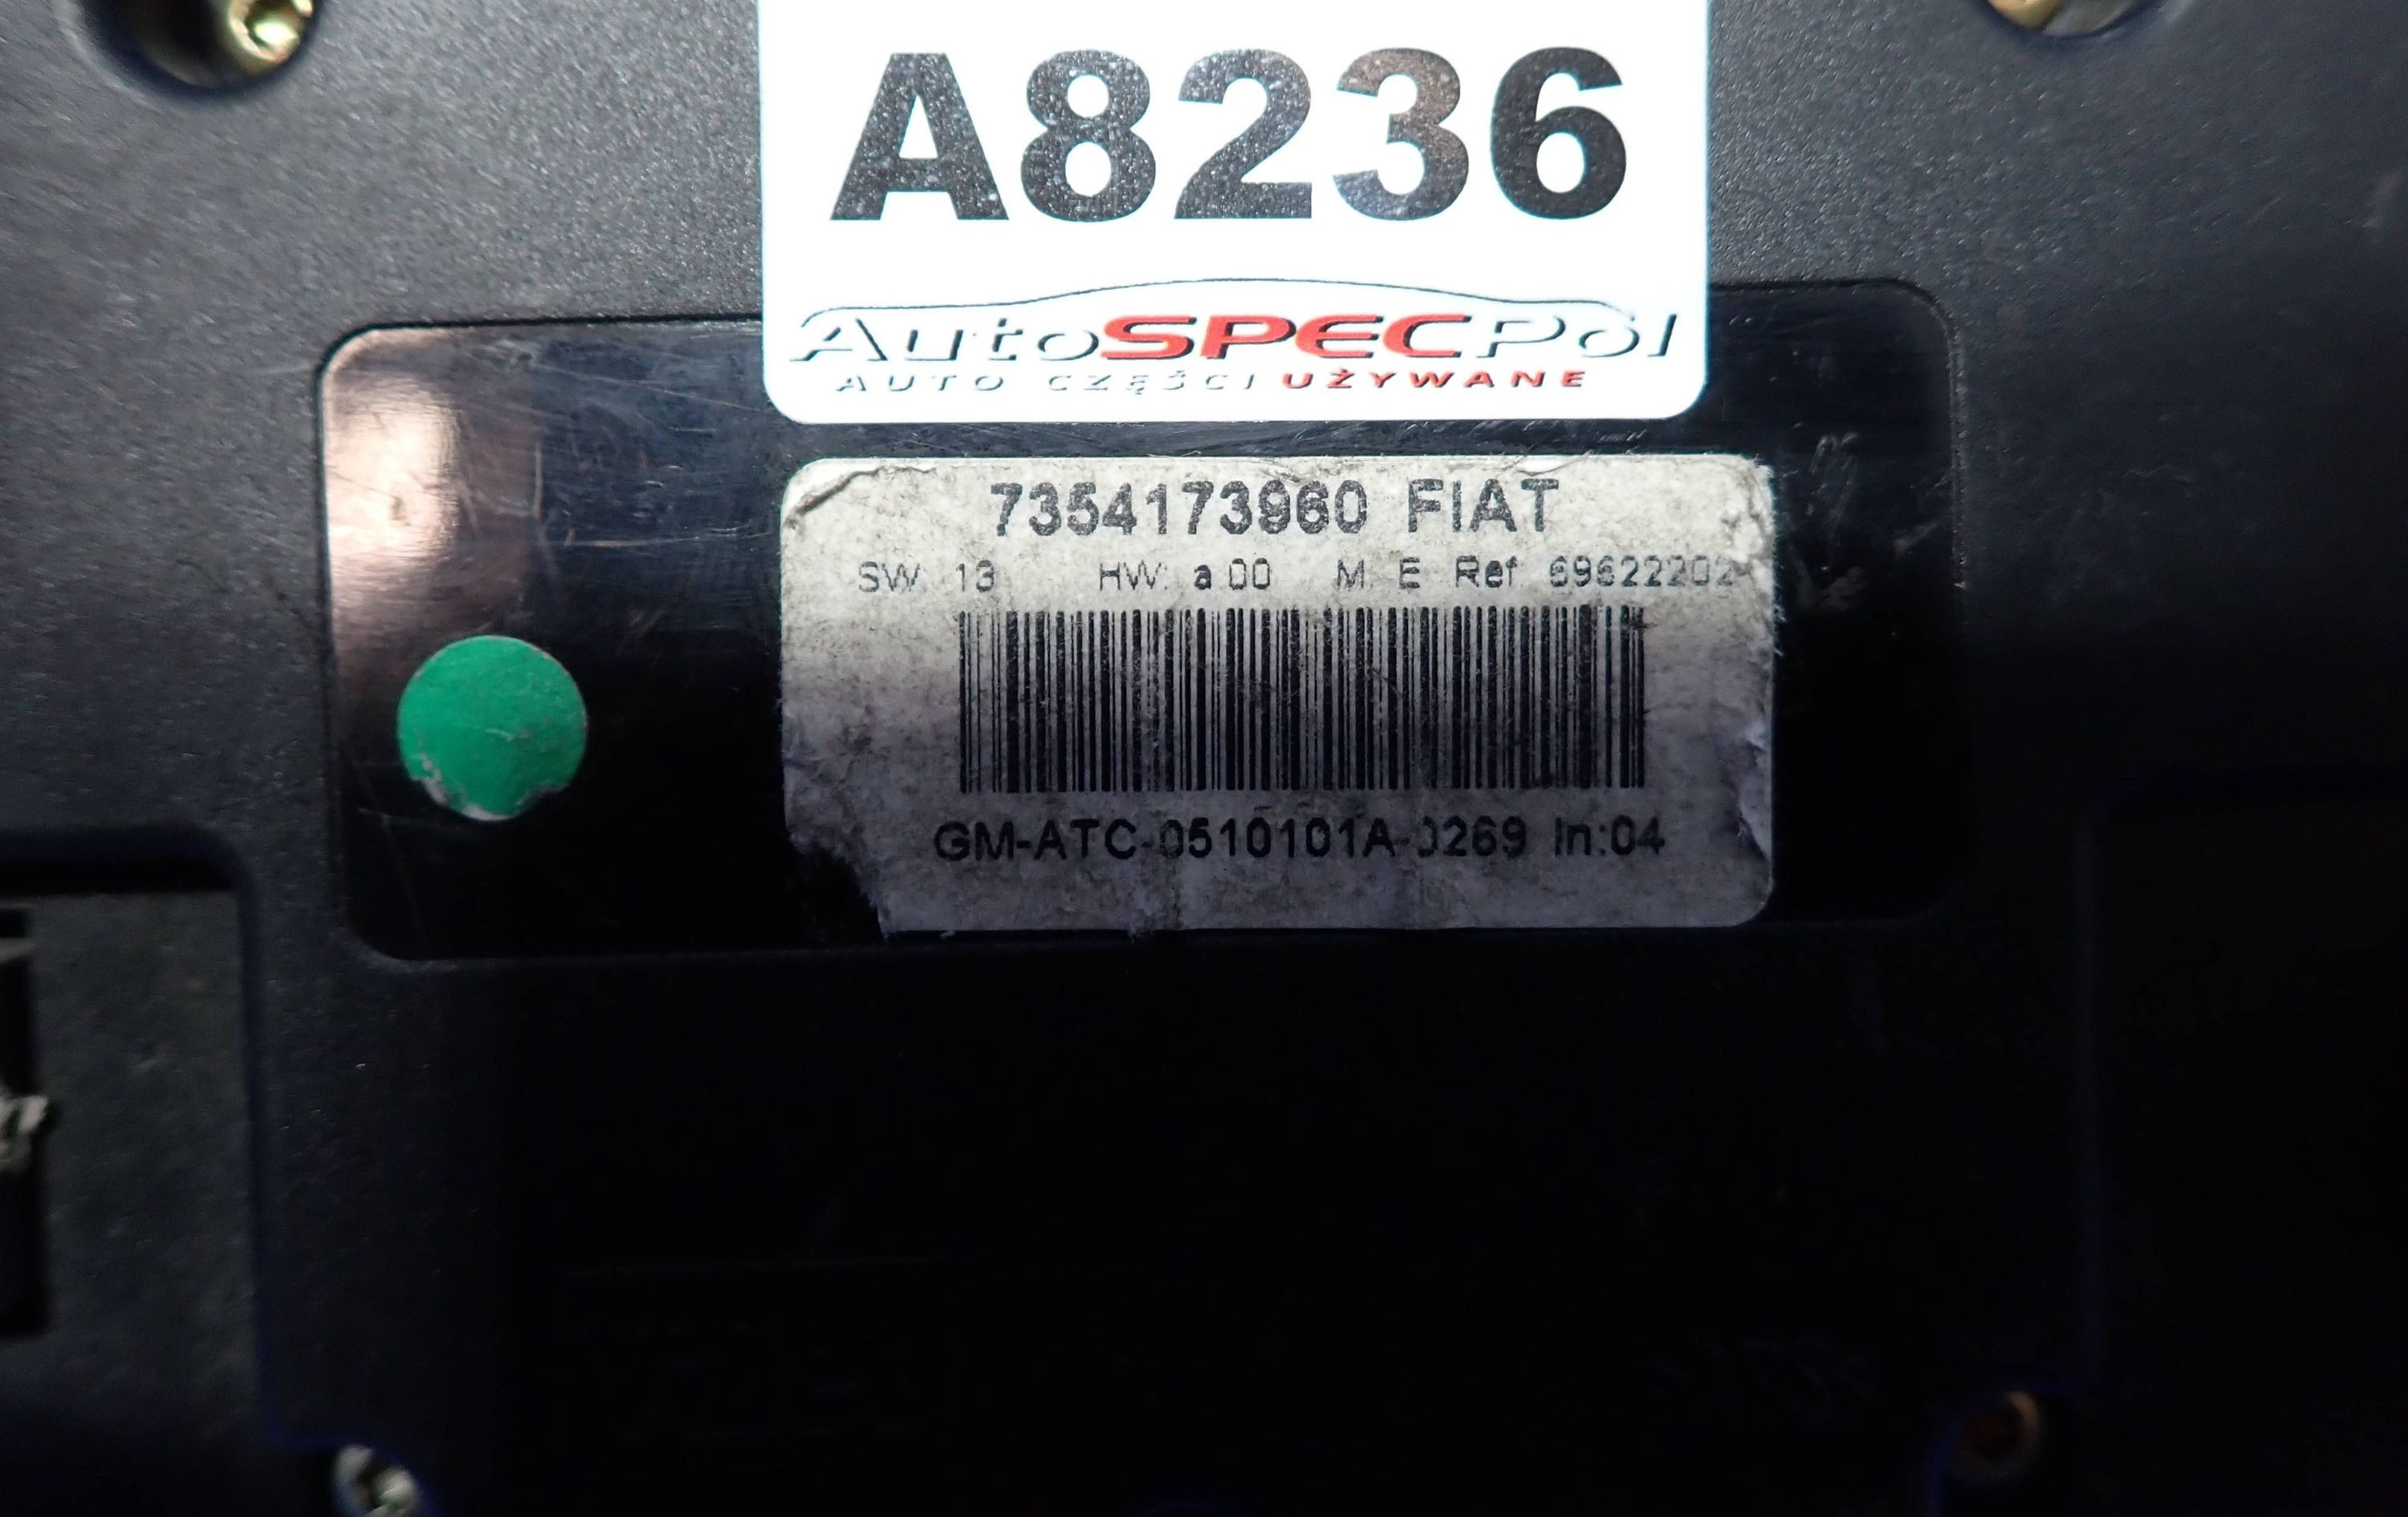 A8236
AutoSPECPol
AUTO CZĘŚCI UŻYWANE
7354173960 FIAT
SW: 13 HW: a 00 M. E Ref 69622202
GM-ATC-0510101A-0269 In:04